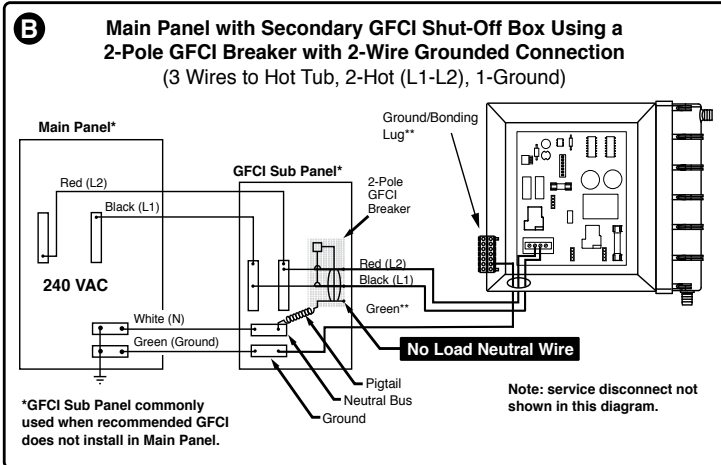 B
Main Panel with Secondary GFCI Shut-Off Box Using a
2-Pole GFCI Breaker with 2-Wire Grounded Connection
(3 Wires to Hot Tub, 2-Hot (L1-L2), 1-Ground)
Main Panel*
Ground/Bonding
Lug**
GFCI Sub Panel*
2-Pole
GFCI
Breaker
Red (L2)
Black (L1)
240 VAC
Red (L2)
Black (L1)
Green**
White (N)
Green (Ground)
No Load Neutral Wire
Pigtail
Neutral Bus
Ground
*GFCI Sub Panel commonly
used when recommended GFCI
does not install in Main Panel.
Note: service disconnect not
shown in this diagram.